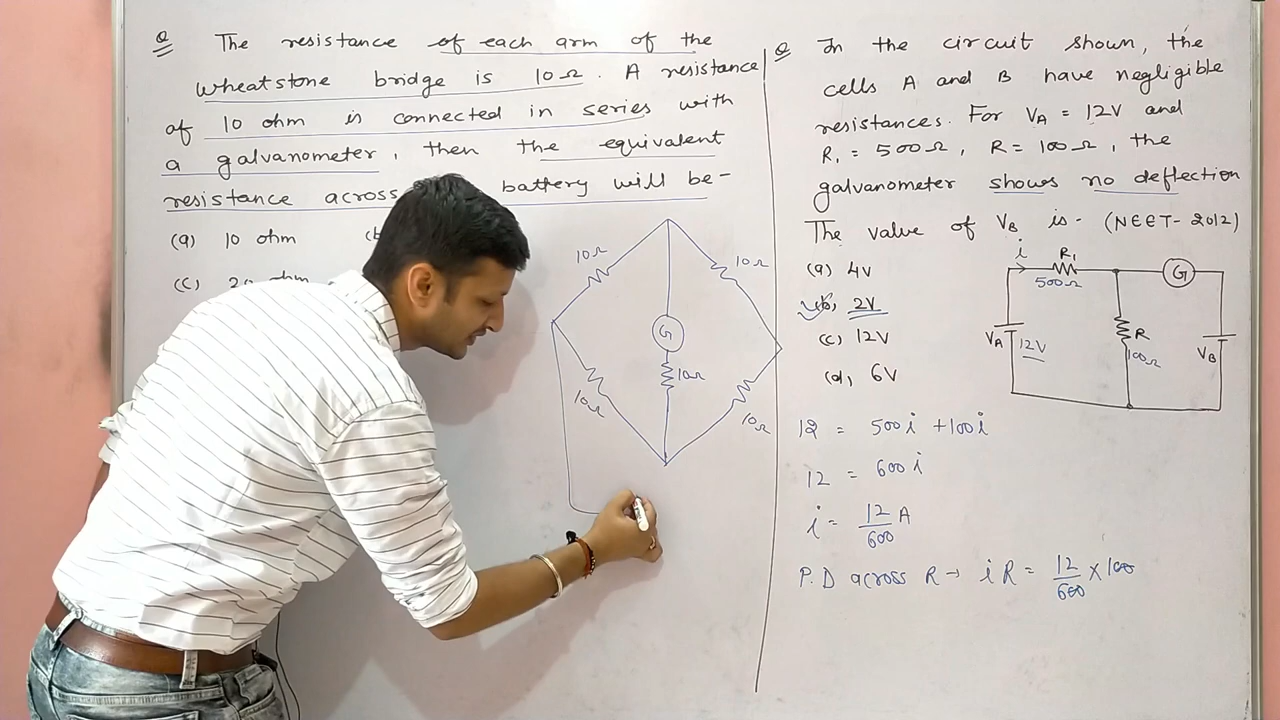 Q The resistance of each arm of the
wheatstone bridge is 10Ω. A resistance
of 10 ohm is connected in series with
a galvanometer, then the equivalent
resistance across battery will be-
(a) 10 ohm
(c) 20 ohm
10Ω
10Ω
G
10Ω
10Ω
10Ω
Q In the circuit shown, the
cells A and B have negligible
resistances. For VA = 12V and
R1 = 500Ω, R = 100Ω, the
galvanometer shows no deflection
The value of VB is - (NEET-2012)
(a) 4V
(b) 2V
(c) 12V
(d) 6V
i R1
500Ω
G
VA 12V
R
100Ω
VB
12 = 500i + 100i
12 = 600i
i = 12/600 A
P.D across R → iR = 12/600 × 100